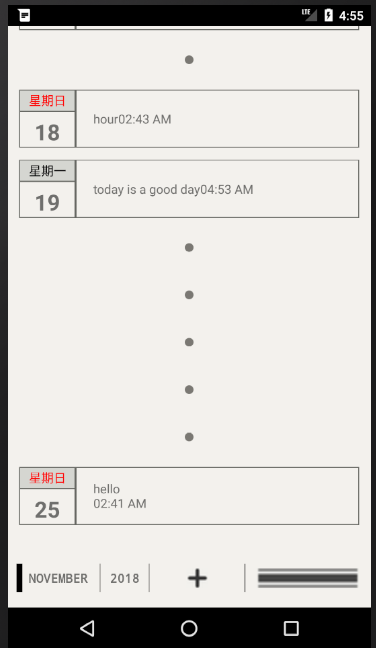 LTE 4:55
星期日
18
hour02:43 AM
星期一
19
today is a good day04:53 AM
星期日
25
hello
02:41 AM
NOVEMBER 2018